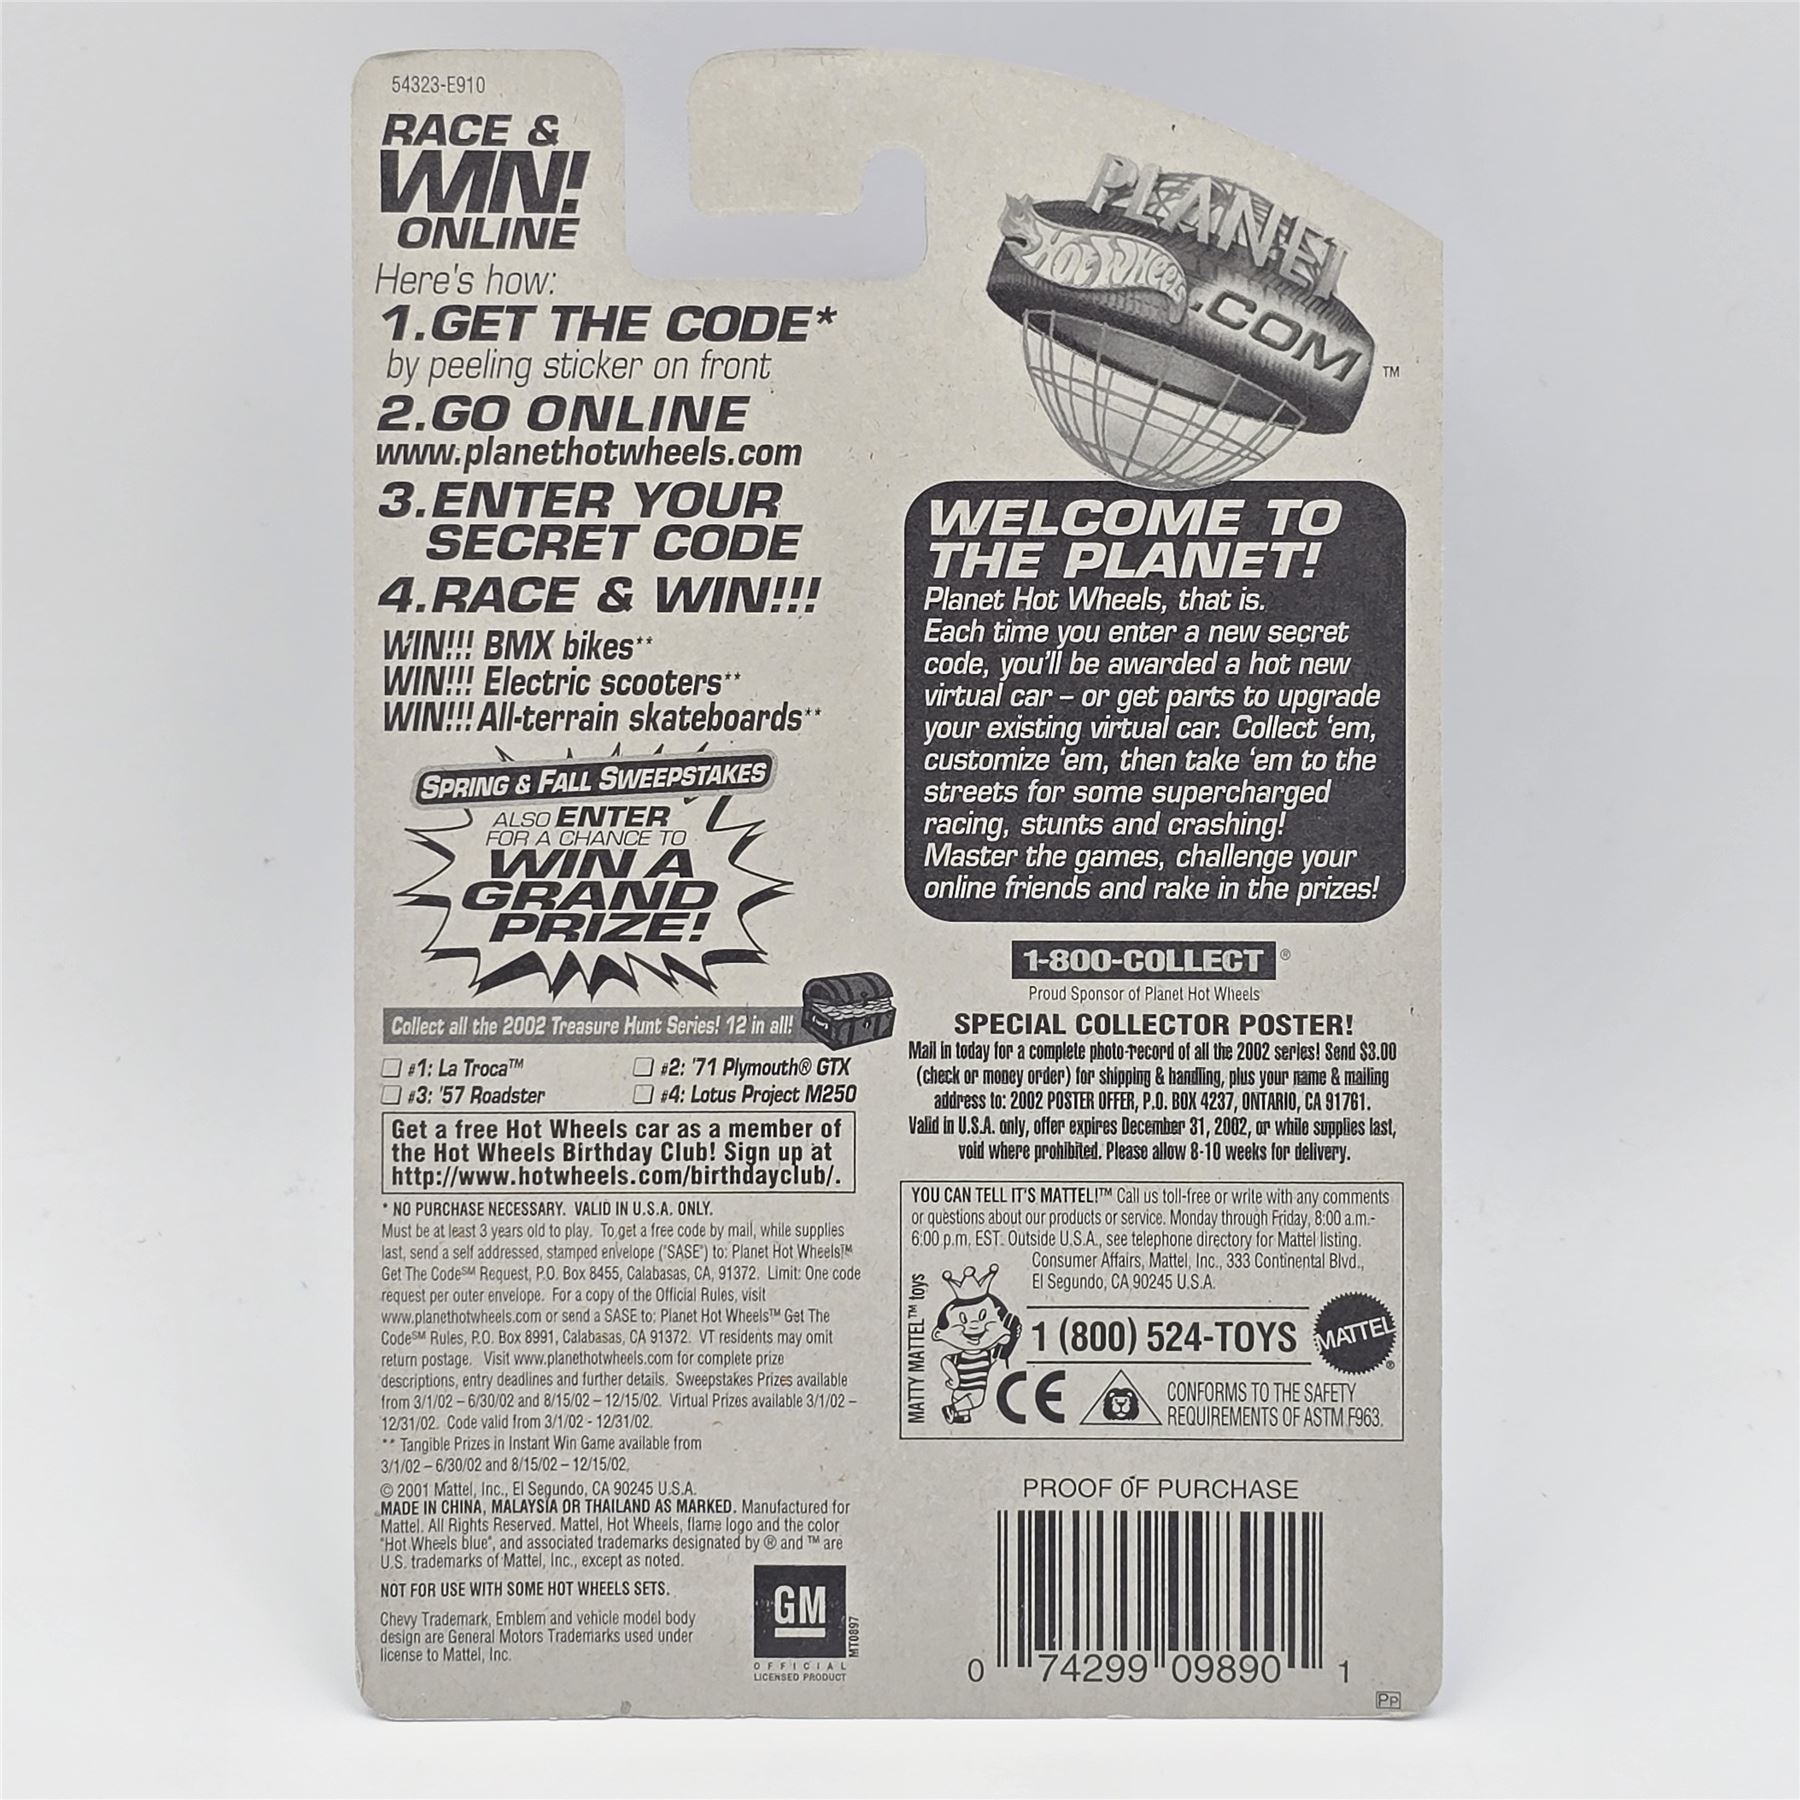 54323-E910
RACE &
WIN!
ONLINE
Here's how:
1.GET THE CODE*
by peeling sticker on front
2.GO ONLINE
www.planethotwheels.com
3.ENTER YOUR
SECRET CODE
4.RACE & WIN!!!
WIN!!! BMX bikes**
WIN!!! Electric scooters**
WIN!!! All-terrain skateboards**
SPRING & FALL SWEEPSTAKES
ALSO ENTER
FOR A CHANCE TO
WIN A
GRAND
PRIZE!
Collect all the 2002 Treasure Hunt Series! 12 in all!
#1: La Troca™ #2: '71 Plymouth® GTX
#3: '57 Roadster #4: Lotus Project M250
Get a free Hot Wheels car as a member of
the Hot Wheels Birthday Club! Sign up at
http://www.hotwheels.com/birthdayclub/.
* NO PURCHASE NECESSARY. VALID IN U.S.A. ONLY.
Must be at least 3 years old to play. To get a free code by mail, while supplies
last, send a self addressed, stamped envelope ("SASE") to: Planet Hot Wheels™
Get The Code℠ Request, P.O. Box 8455, Calabasas, CA, 91372. Limit: One code
request per outer envelope. For a copy of the Official Rules, visit
www.planethotwheels.com or send a SASE to: Planet Hot Wheels™ Get The
Code℠ Rules, P.O. Box 8991, Calabasas, CA 91372. VT residents may omit
return postage. Visit www.planethotwheels.com for complete prize
descriptions, entry deadlines and further details. Sweepstakes Prizes available
from 3/1/02 – 6/30/02 and 8/15/02 – 12/15/02. Virtual Prizes available 3/1/02 –
12/31/02. Code valid from 3/1/02 - 12/31/02.
** Tangible Prizes in Instant Win Game available from
3/1/02 – 6/30/02 and 8/15/02 – 12/15/02.
© 2001 Mattel, Inc., El Segundo, CA 90245 U.S.A.
MADE IN CHINA, MALAYSIA OR THAILAND AS MARKED. Manufactured for
Mattel. All Rights Reserved. Mattel, Hot Wheels, flame logo and the color
"Hot Wheels blue", and associated trademarks designated by ® and ™ are
U.S. trademarks of Mattel, Inc., except as noted.
NOT FOR USE WITH SOME HOT WHEELS SETS.
Chevy Trademark, Emblem and vehicle model body
design are General Motors Trademarks used under
license to Mattel, Inc.
GM
OFFICIAL
LICENSED PRODUCT
MT0897
PLANET
HOT WHEELS
.COM
™
WELCOME TO
THE PLANET!
Planet Hot Wheels, that is.
Each time you enter a new secret
code, you'll be awarded a hot new
virtual car – or get parts to upgrade
your existing virtual car. Collect 'em,
customize 'em, then take 'em to the
streets for some supercharged
racing, stunts and crashing!
Master the games, challenge your
online friends and rake in the prizes!
1-800-COLLECT®
Proud Sponsor of Planet Hot Wheels
SPECIAL COLLECTOR POSTER!
Mail in today for a complete photo-record of all the 2002 series! Send $3.00
(check or money order) for shipping & handling, plus your name & mailing
address to: 2002 POSTER OFFER, P.O. BOX 4237, ONTARIO, CA 91761.
Valid in U.S.A. only, offer expires December 31, 2002, or while supplies last,
void where prohibited. Please allow 8-10 weeks for delivery.
YOU CAN TELL IT'S MATTEL!™ Call us toll-free or write with any comments
or questions about our products or service. Monday through Friday, 8:00 a.m.-
6:00 p.m. EST. Outside U.S.A., see telephone directory for Mattel listing.
Consumer Affairs, Mattel, Inc., 333 Continental Blvd.,
El Segundo, CA 90245 U.S.A.
MATTY MATTEL™ toys
1 (800) 524-TOYS
MATTEL®
CE
CONFORMS TO THE SAFETY
REQUIREMENTS OF ASTM F963.
PROOF OF PURCHASE
0 74299 09890 1
PP